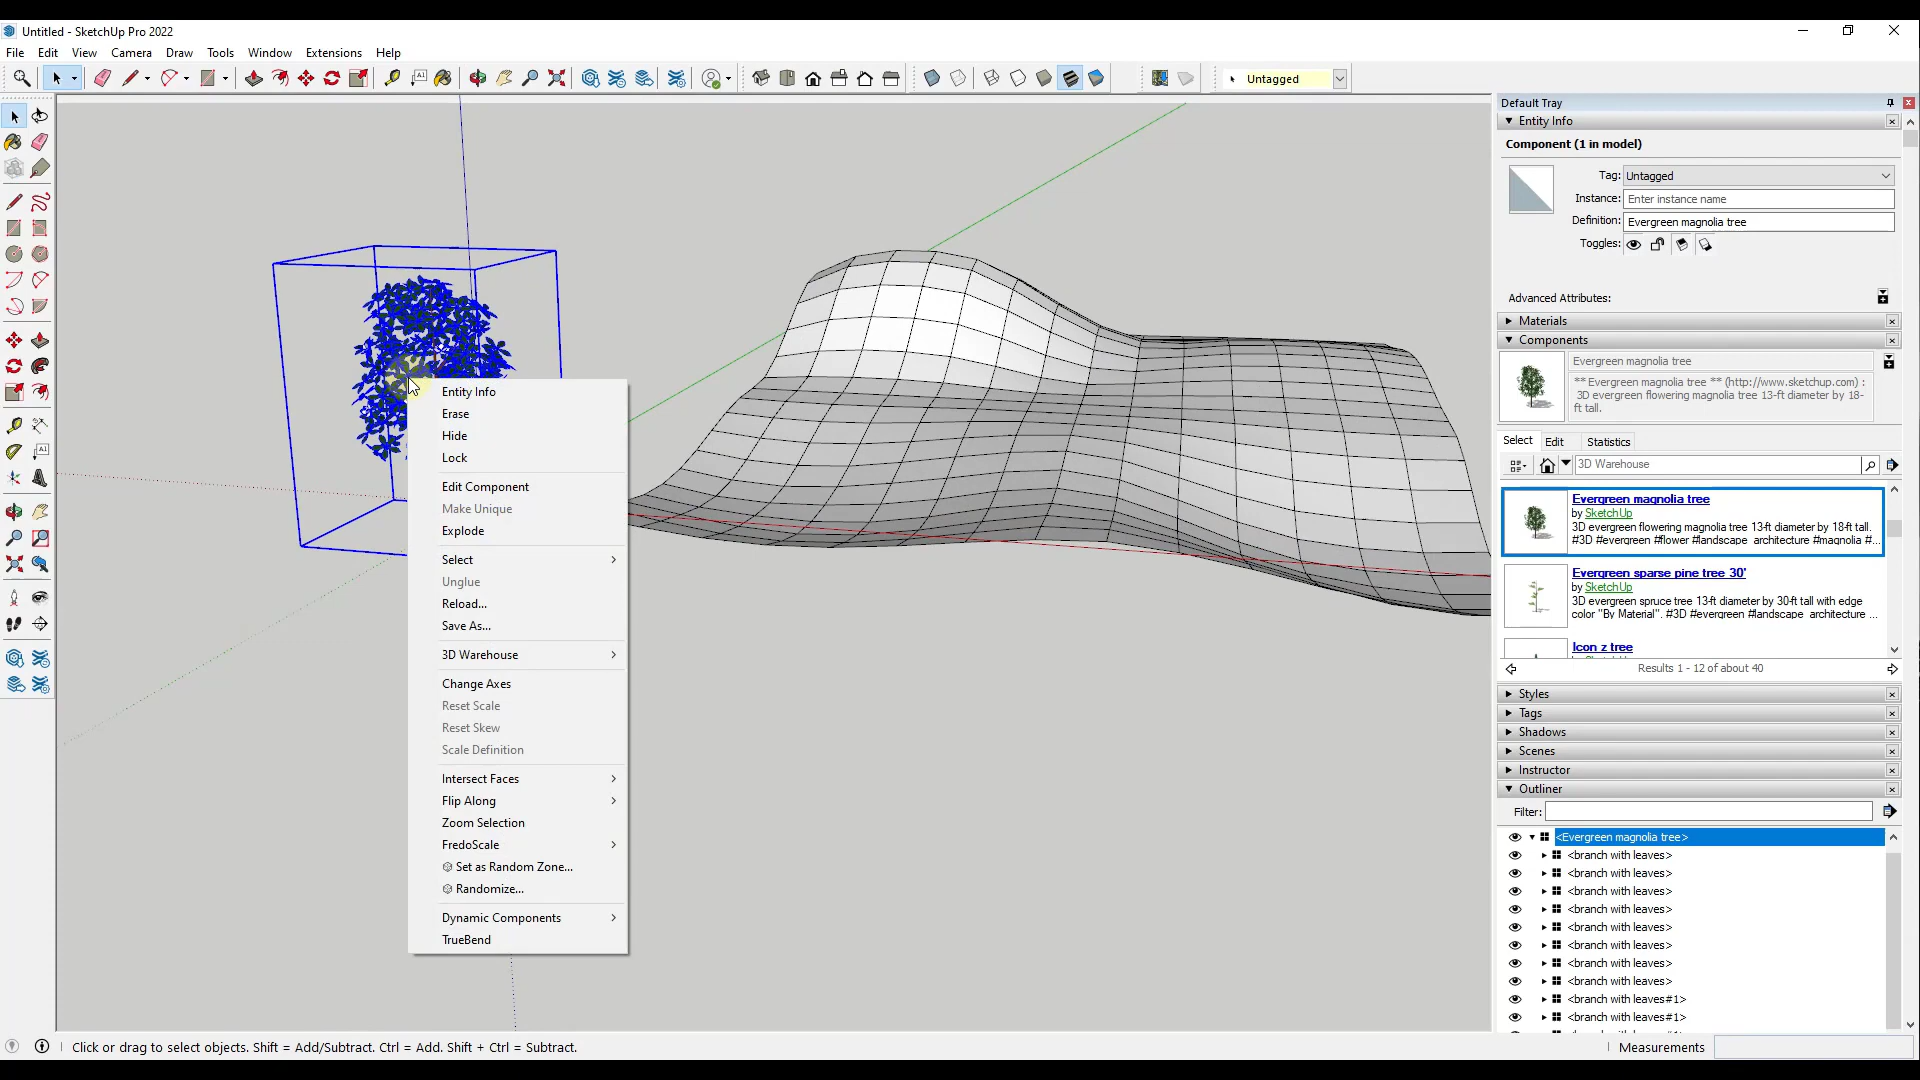 Untitled - SketchUp Pro 2022
File Edit View Camera Draw Tools Window Extensions Help
Untagged
Default Tray
Entity Info
Component (1 in model)
Tag: Untagged
Instance: Enter instance name
Definition: Evergreen magnolia tree
Toggles:
Advanced Attributes:
Materials
Components
Evergreen magnolia tree
** Evergreen magnolia tree ** (http://www.sketchup.com) :
3D evergreen flowering magnolia tree 13-ft diameter by 18-
ft tall.
Select Edit Statistics
3D Warehouse
Evergreen magnolia tree
by SketchUp
3D evergreen flowering magnolia tree 13-ft diameter by 18-ft tall.
#3D #evergreen #flower #landscape_architecture #magnolia #...
Evergreen sparse pine tree 30'
by SketchUp
3D evergreen spruce tree 13-ft diameter by 30-ft tall with edge
color "By Material". #3D #evergreen #landscape_architecture ...
Icon z tree
Results 1 - 12 of about 40
Styles
Tags
Shadows
Scenes
Instructor
Outliner
Filter:
<Evergreen magnolia tree>
<branch with leaves>
<branch with leaves>
<branch with leaves>
<branch with leaves>
<branch with leaves>
<branch with leaves>
<branch with leaves>
<branch with leaves>
<branch with leaves#1>
<branch with leaves#1>
Entity Info
Erase
Hide
Lock
Edit Component
Make Unique
Explode
Select
Unglue
Reload...
Save As...
3D Warehouse
Change Axes
Reset Scale
Reset Skew
Scale Definition
Intersect Faces
Flip Along
Zoom Selection
FredoScale
Set as Random Zone...
Randomize...
Dynamic Components
TrueBend
Click or drag to select objects. Shift = Add/Subtract. Ctrl = Add. Shift + Ctrl = Subtract.
Measurements